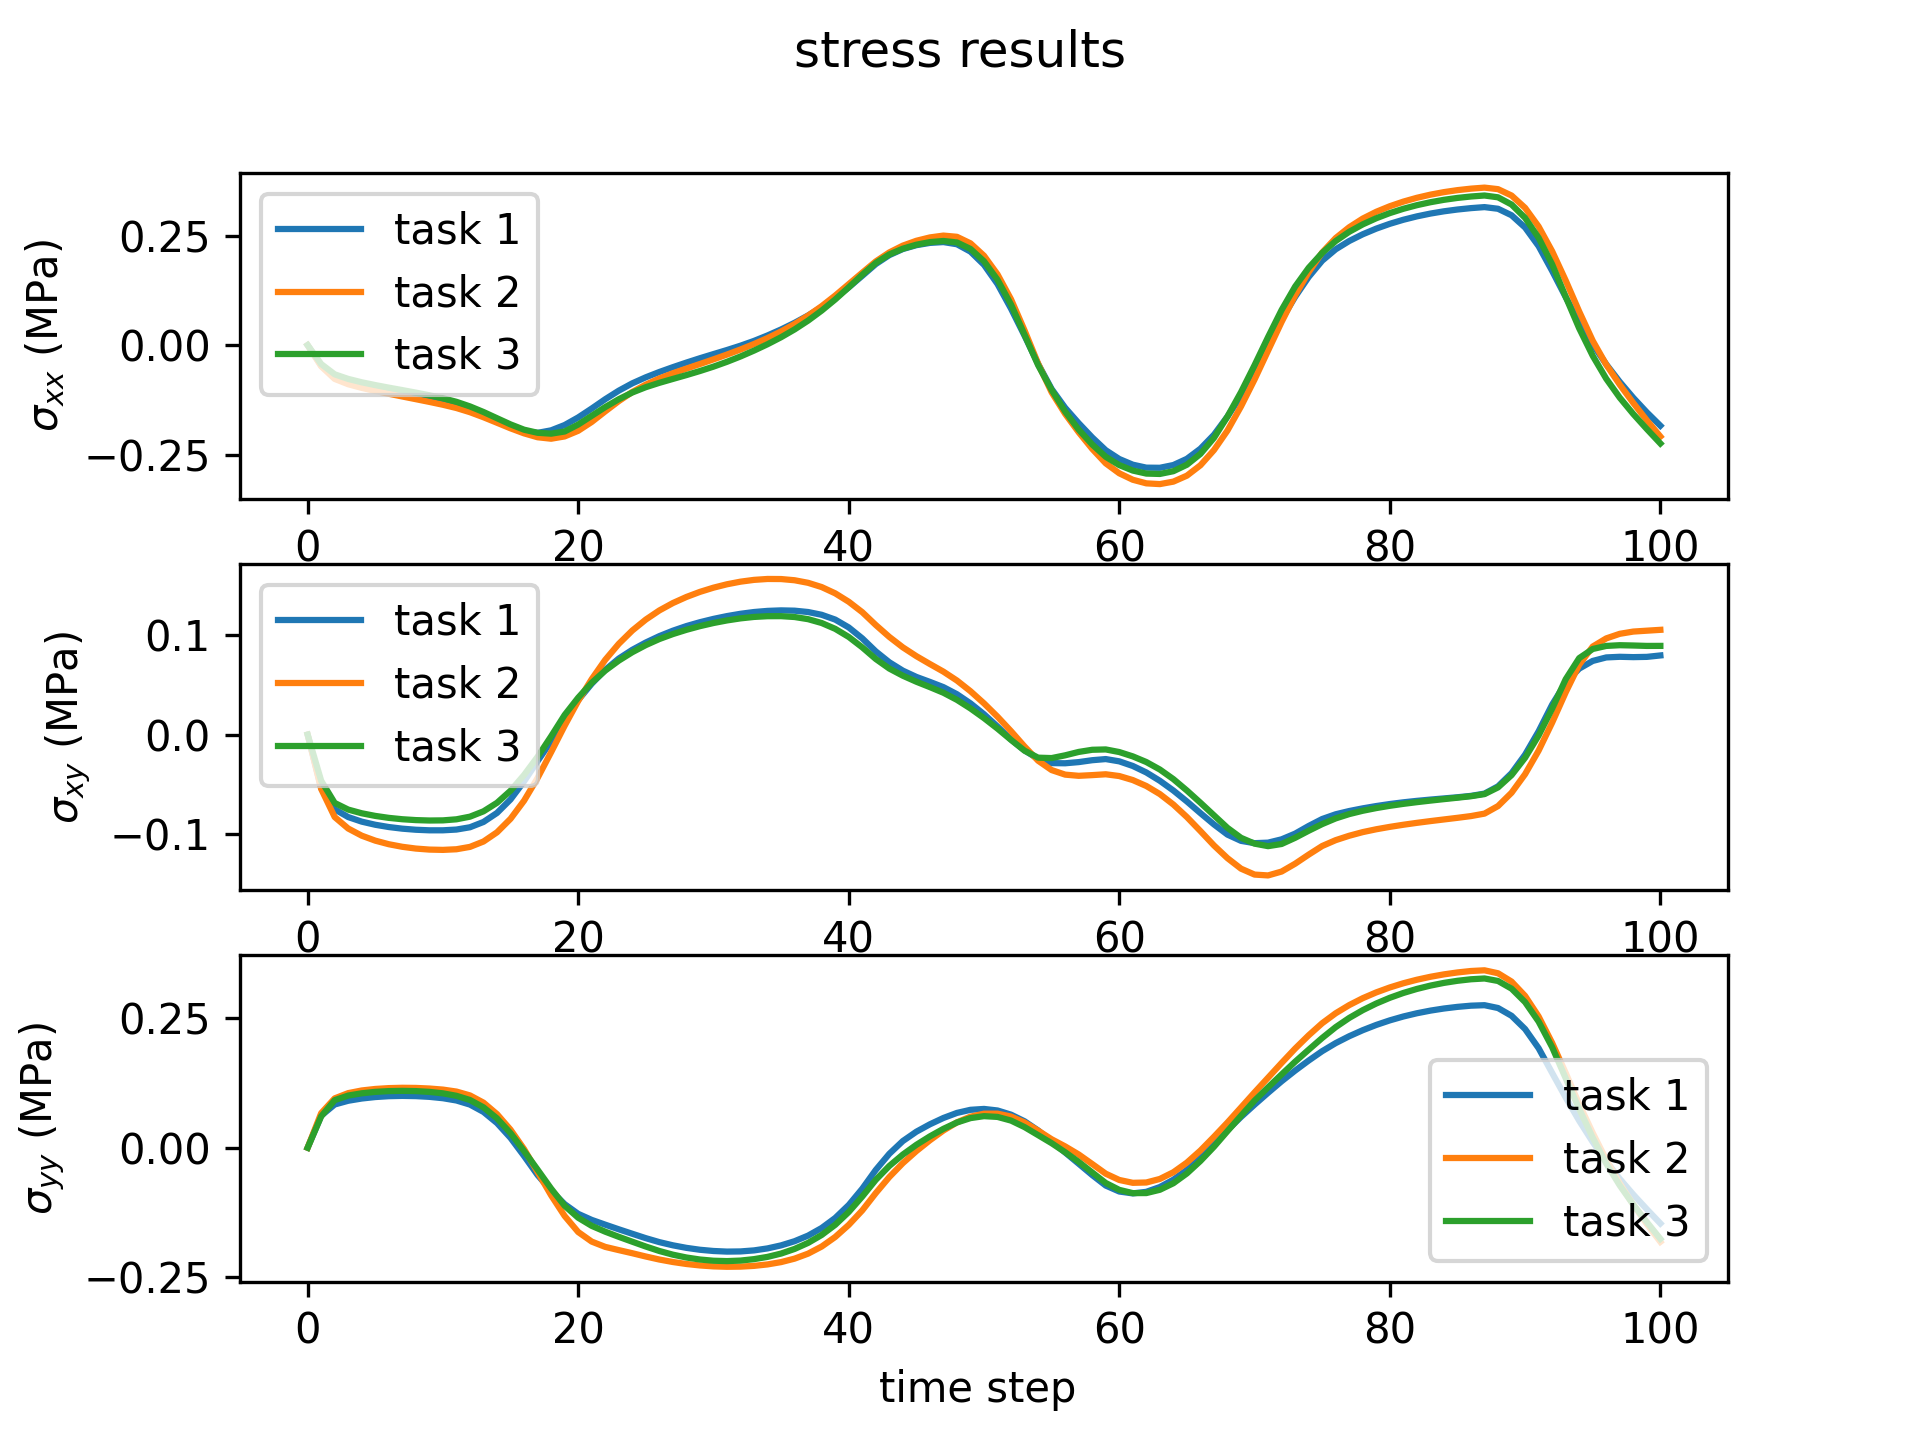 stress results
σxx (MPa)
0.25
0.00
−0.25
task 1
task 2
task 3
0 20 40 60 80 100
σxy (MPa)
0.1
0.0
−0.1
task 1
task 2
task 3
0 20 40 60 80 100
σyy (MPa)
0.25
0.00
−0.25
task 1
task 2
task 3
0 20 40 60 80 100
time step